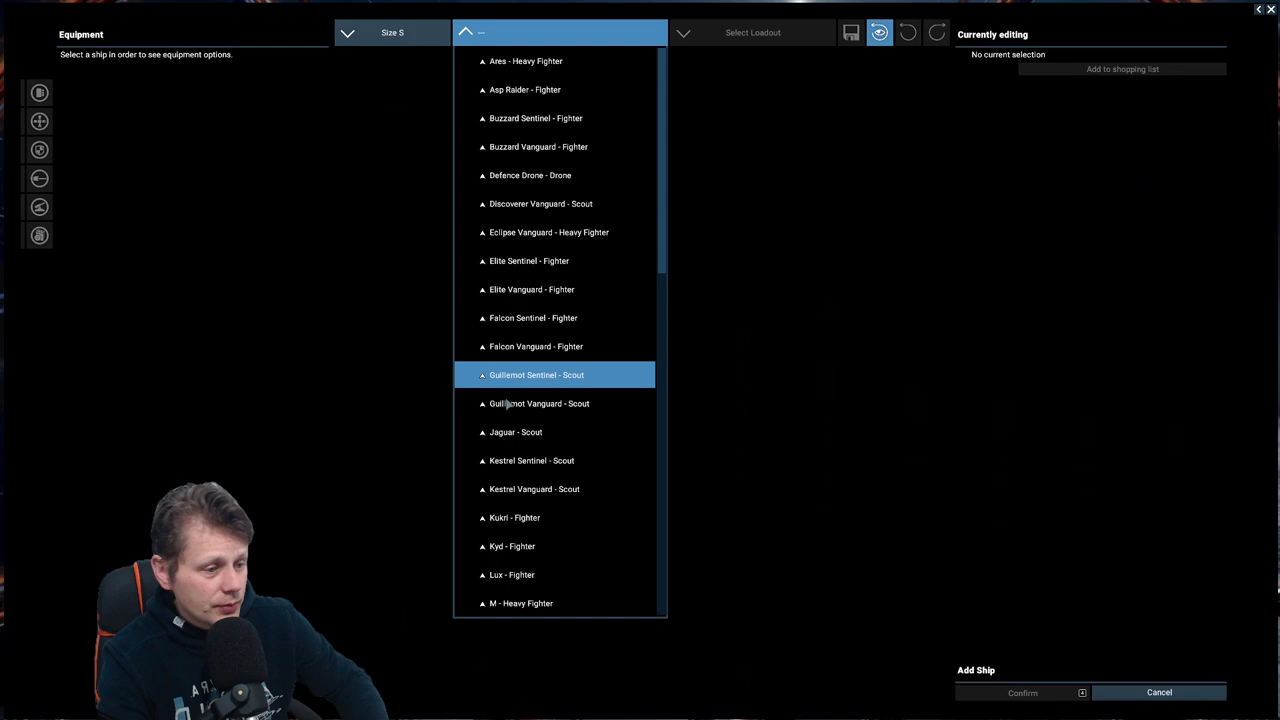 Equipment
Select a ship in order to see equipment options.
Size S
--
Select Loadout
Currently editing
No current selection
Add to shopping list
Ares - Heavy Fighter
Asp Raider - Fighter
Buzzard Sentinel - Fighter
Buzzard Vanguard - Fighter
Defence Drone - Drone
Discoverer Vanguard - Scout
Eclipse Vanguard - Heavy Fighter
Elite Sentinel - Fighter
Elite Vanguard - Fighter
Falcon Sentinel - Fighter
Falcon Vanguard - Fighter
Guillemot Sentinel - Scout
Guillemot Vanguard - Scout
Jaguar - Scout
Kestrel Sentinel - Scout
Kestrel Vanguard - Scout
Kukri - Fighter
Kyd - Fighter
Lux - Fighter
M - Heavy Fighter
Add Ship
Confirm
Cancel